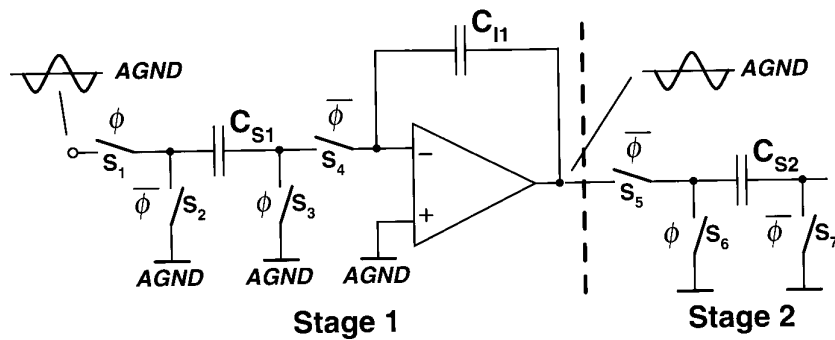 C_I1
AGND
AGND
ϕ
C_S1
ϕ̅
ϕ̅
C_S2
S_1
S_4
S_5
ϕ̅
S_2
ϕ
S_3
−
+
ϕ
S_6
ϕ̅
S_7
AGND
AGND
AGND
Stage 1
Stage 2